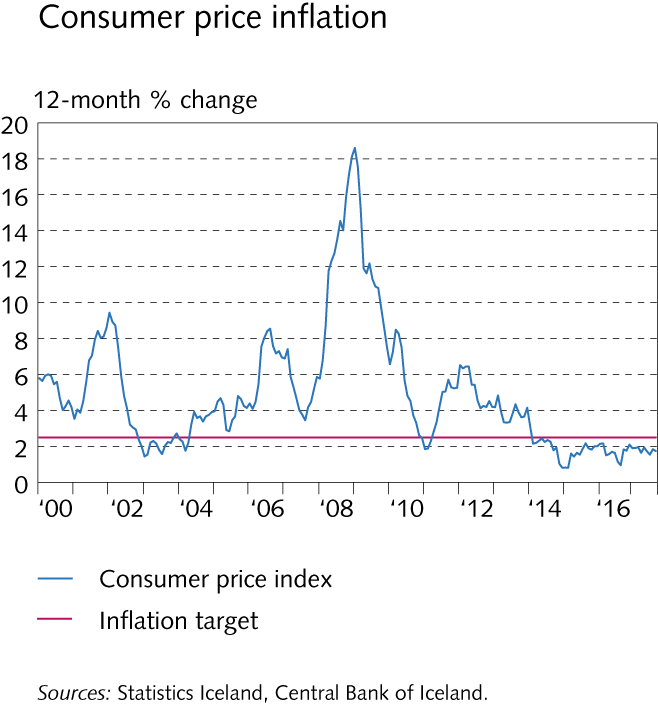 Consumer price inflation
12-month % change
20
18
16
14
12
10
8
6
4
2
0
‘00 ‘02 ‘04 ‘06 ‘08 ‘10 ‘12 ‘14 ‘16
Consumer price index
Inflation target
Sources: Statistics Iceland, Central Bank of Iceland.